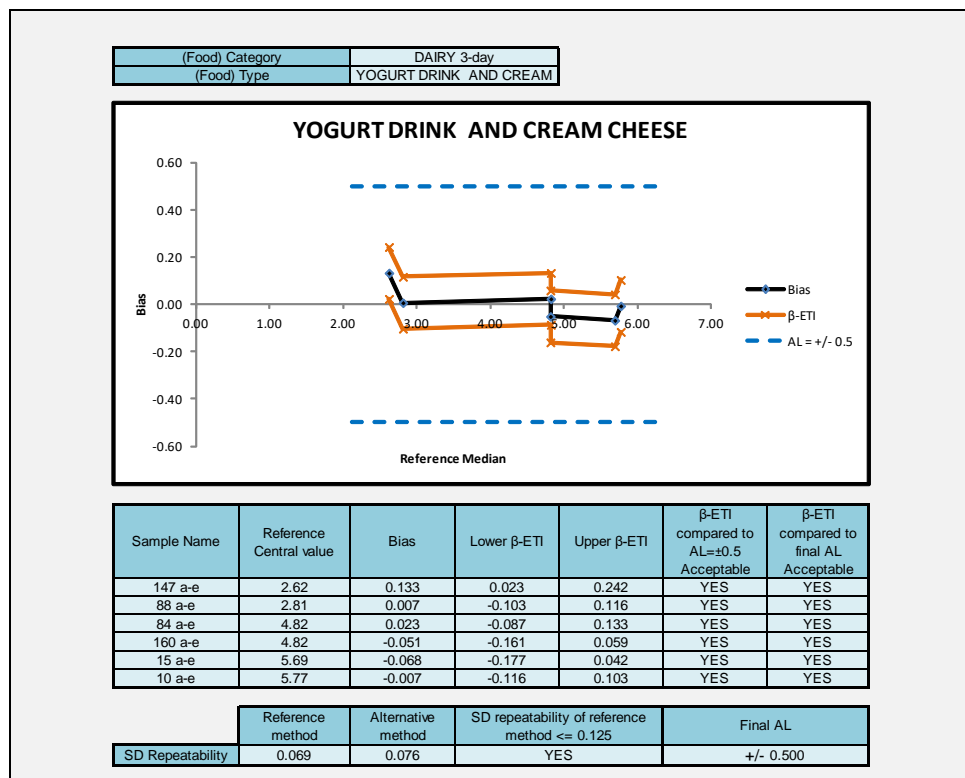 (Food) Category DAIRY 3-day
(Food) Type YOGURT DRINK AND CREAM
YOGURT DRINK AND CREAM CHEESE
Bias
0.60
0.40
0.20
0.00
-0.20
-0.40
-0.60
0.00 1.00 2.00 3.00 4.00 5.00 6.00 7.00
Reference Median
Bias
β-ETI
AL = +/- 0.5
Sample Name Reference Central value Bias Lower β-ETI Upper β-ETI β-ETI compared to AL=±0.5 Acceptable β-ETI compared to final AL Acceptable
147 a-e 2.62 0.133 0.023 0.242 YES YES
88 a-e 2.81 0.007 -0.103 0.116 YES YES
84 a-e 4.82 0.023 -0.087 0.133 YES YES
160 a-e 4.82 -0.051 -0.161 0.059 YES YES
15 a-e 5.69 -0.068 -0.177 0.042 YES YES
10 a-e 5.77 -0.007 -0.116 0.103 YES YES
Reference method Alternative method SD repeatability of reference method <= 0.125 Final AL
SD Repeatability 0.069 0.076 YES +/- 0.500